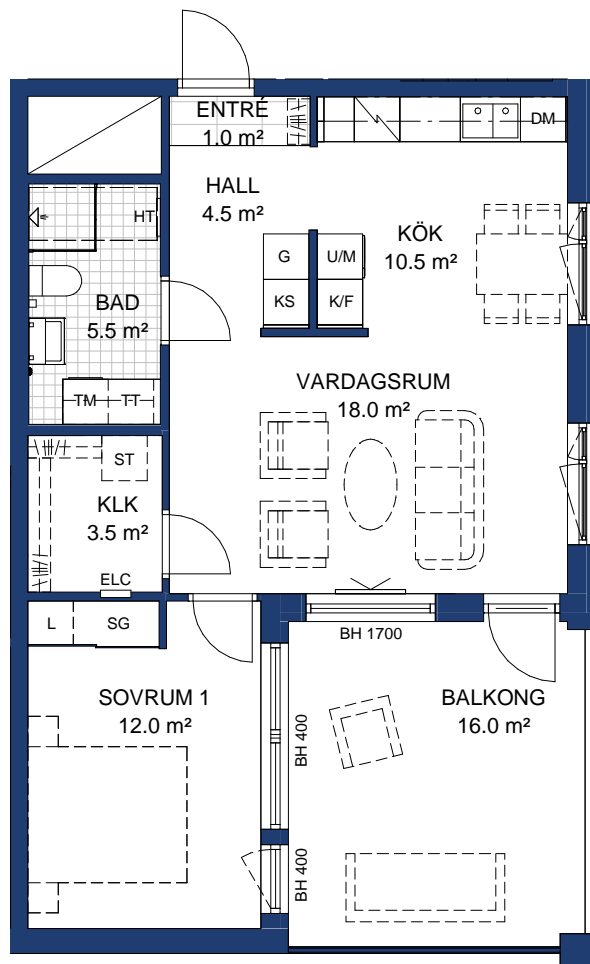 ENTRÉ
1.0 m²
DM
HALL
4.5 m²
HT
KÖK
10.5 m²
G
U/M
KS
K/F
BAD
5.5 m²
VARDAGSRUM
18.0 m²
TM
TT
ST
KLK
3.5 m²
ELC
L
SG
BH 1700
SOVRUM 1
12.0 m²
BH 400
BALKONG
16.0 m²
BH 400